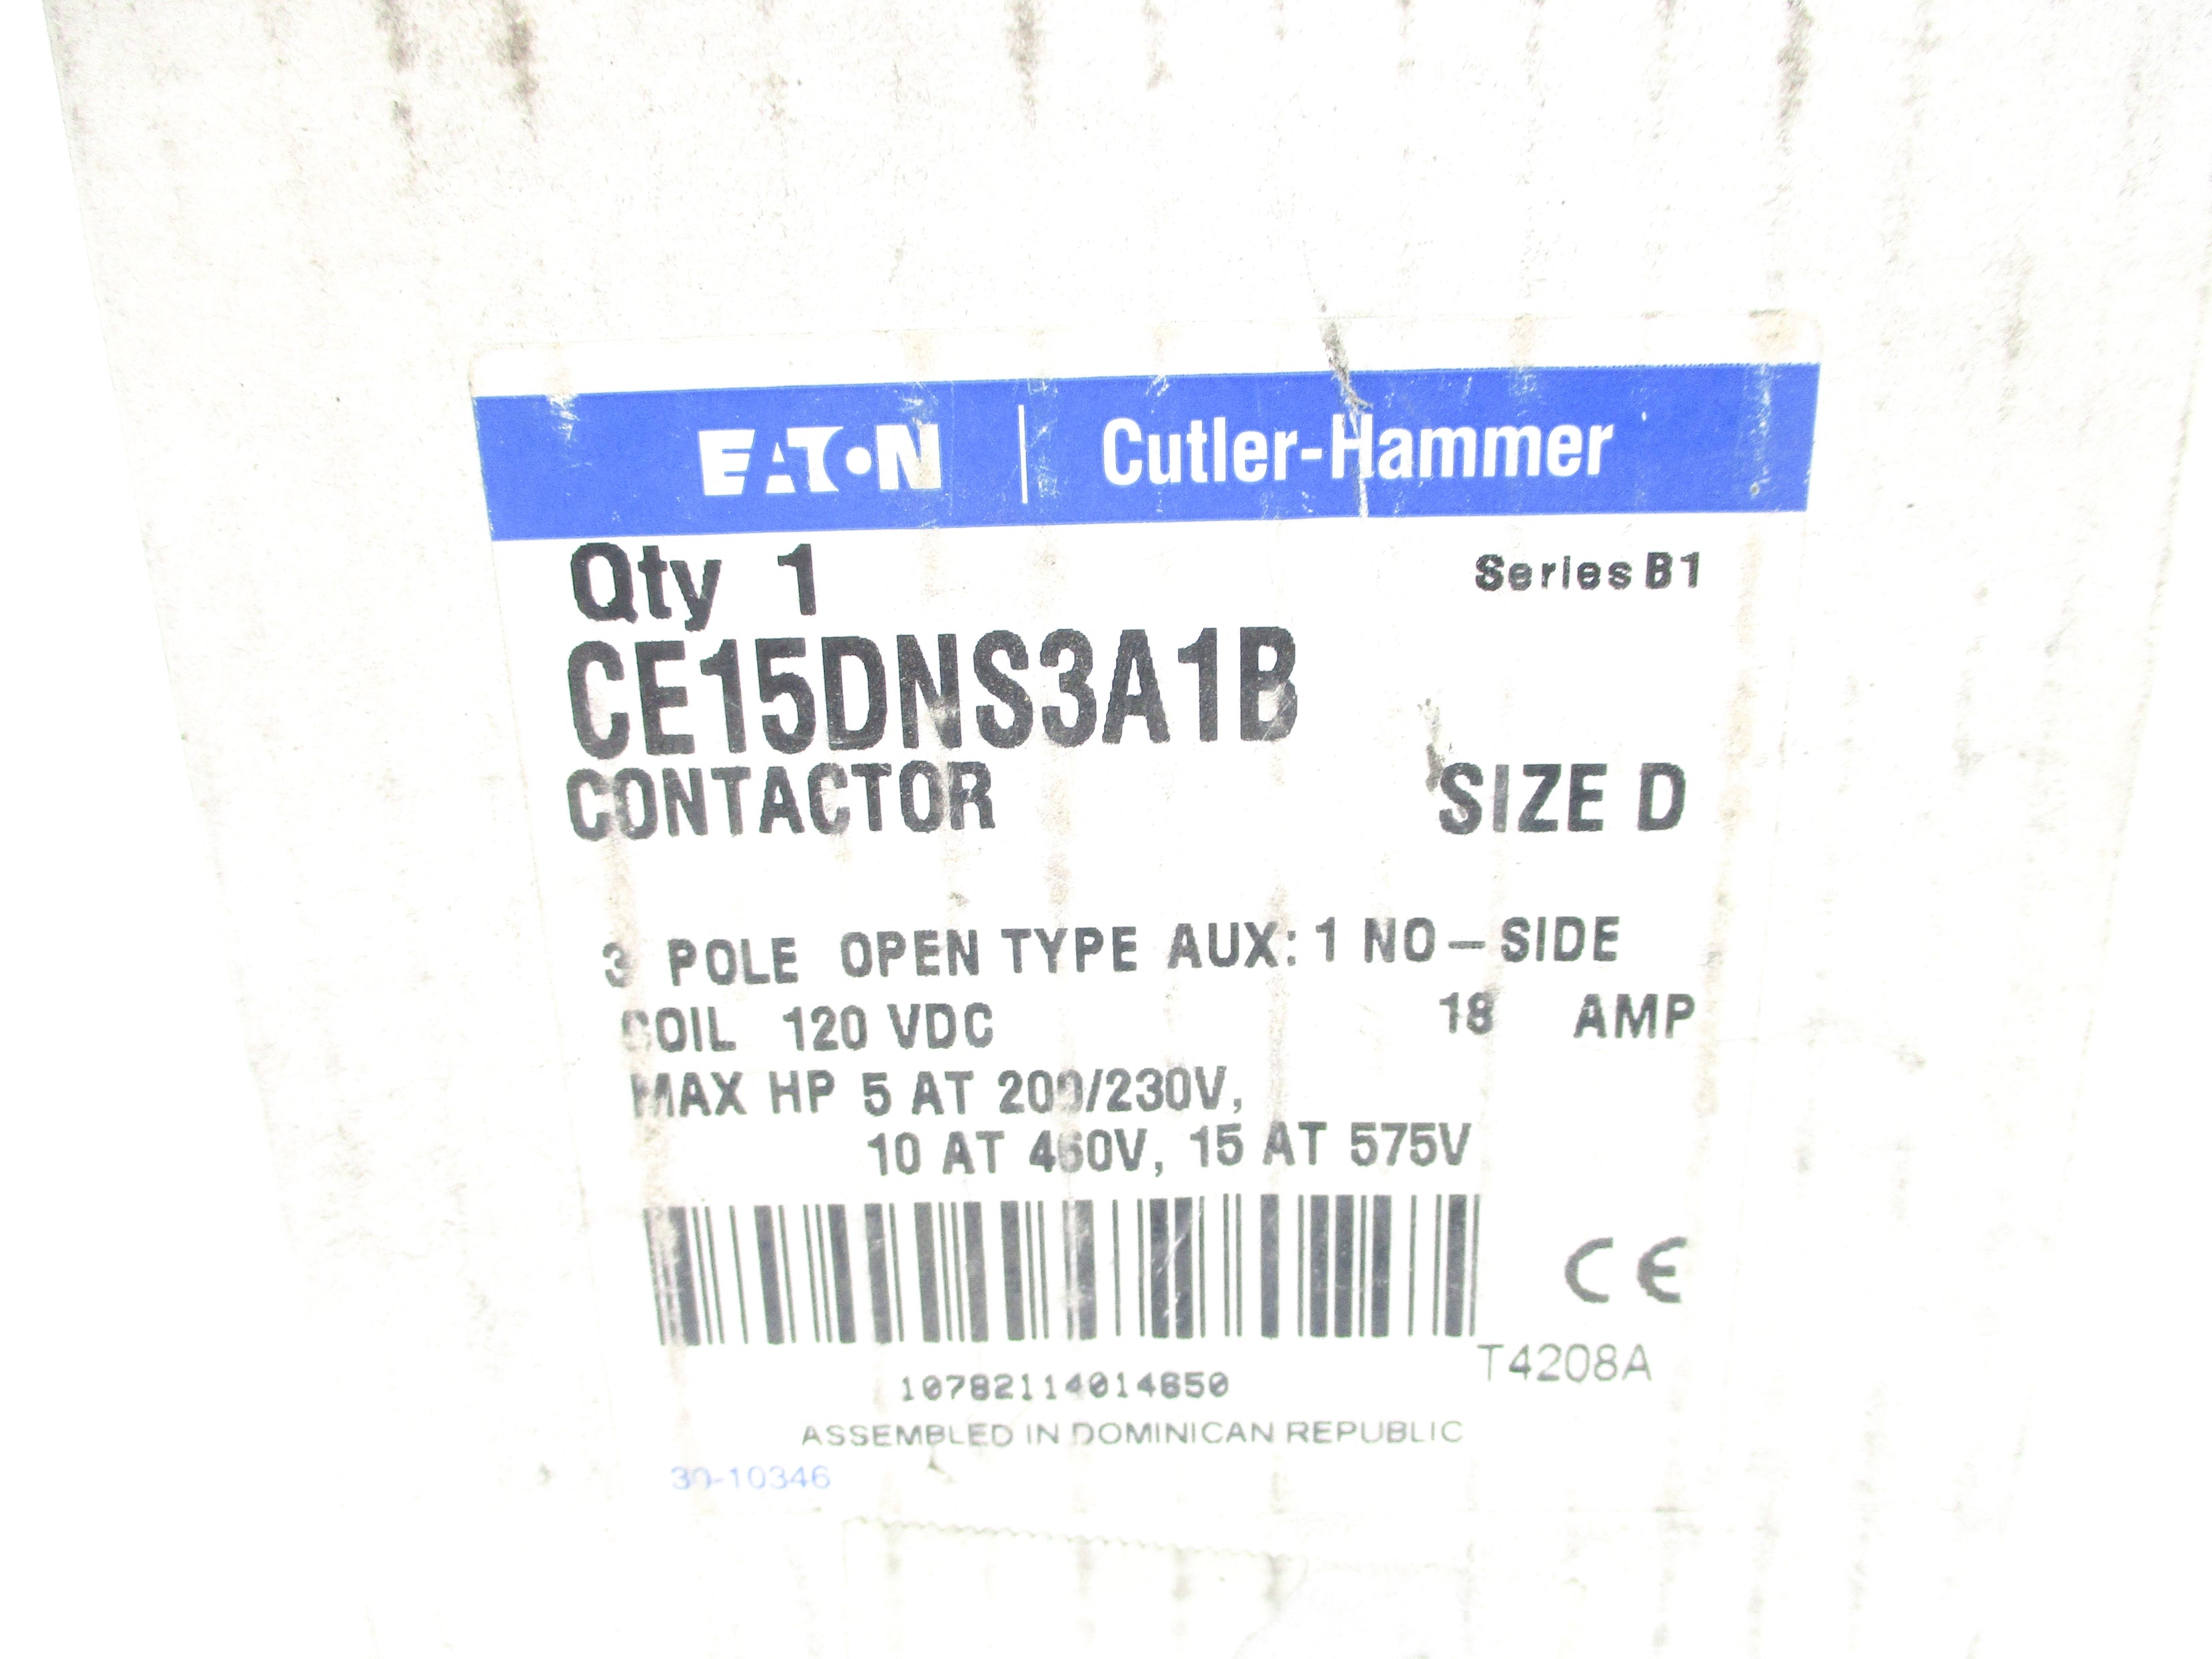 EATON | Cutler-Hammer
Qty 1 Series B1
CE15DNS3A1B
CONTACTOR SIZE D
3 POLE OPEN TYPE AUX: 1 NO-SIDE
COIL 120 VDC 18 AMP
MAX HP 5 AT 200/230V,
10 AT 460V, 15 AT 575V
CE
T4208A
10782114014650
ASSEMBLED IN DOMINICAN REPUBLIC
30-10346